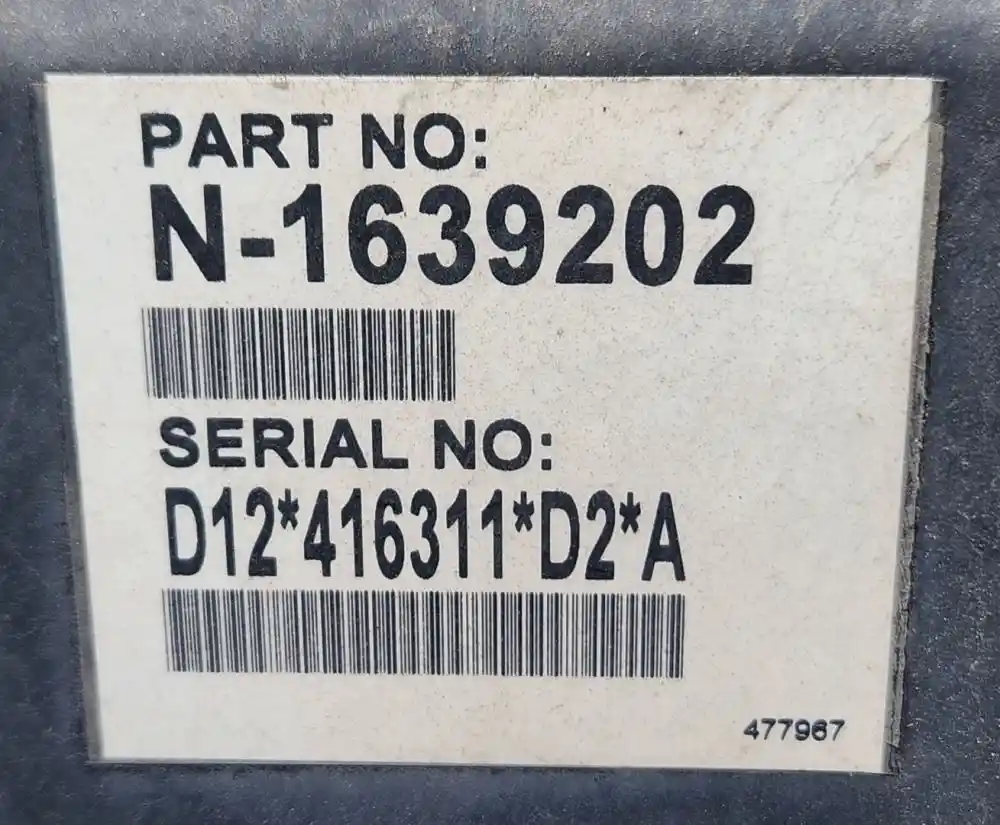 PART NO:
N-1639202
SERIAL NO:
D12*416311*D2*A
477967